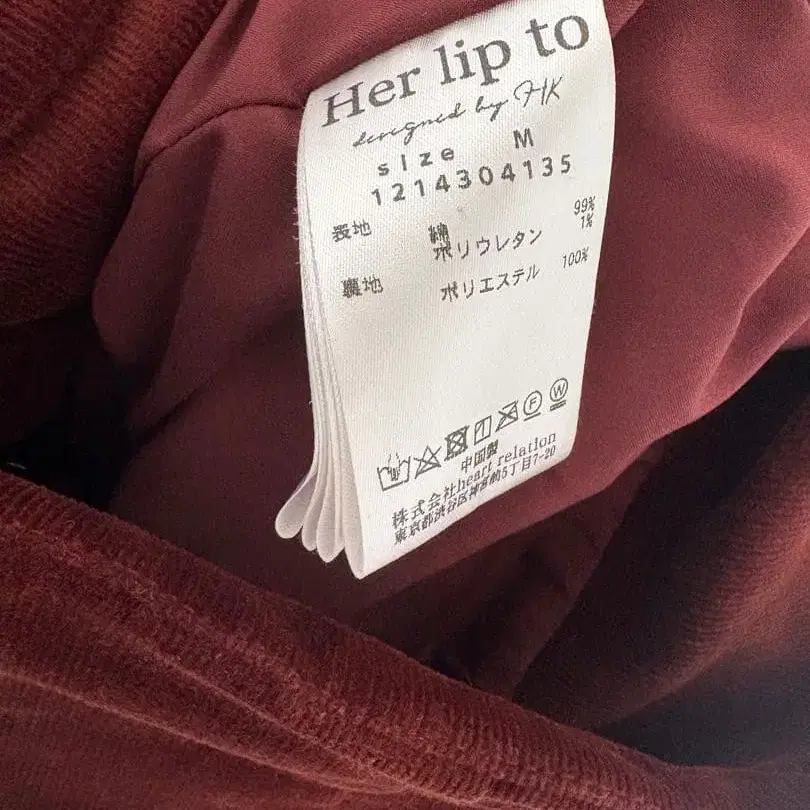 Her lip to
designed by HK
size M
1214304135
表地 綿 99%
ポリウレタン 1%
裏地 ポリエステル 100%
F W
中国製
株式会社heart relation
東京都渋谷区神宮前5丁目7-20